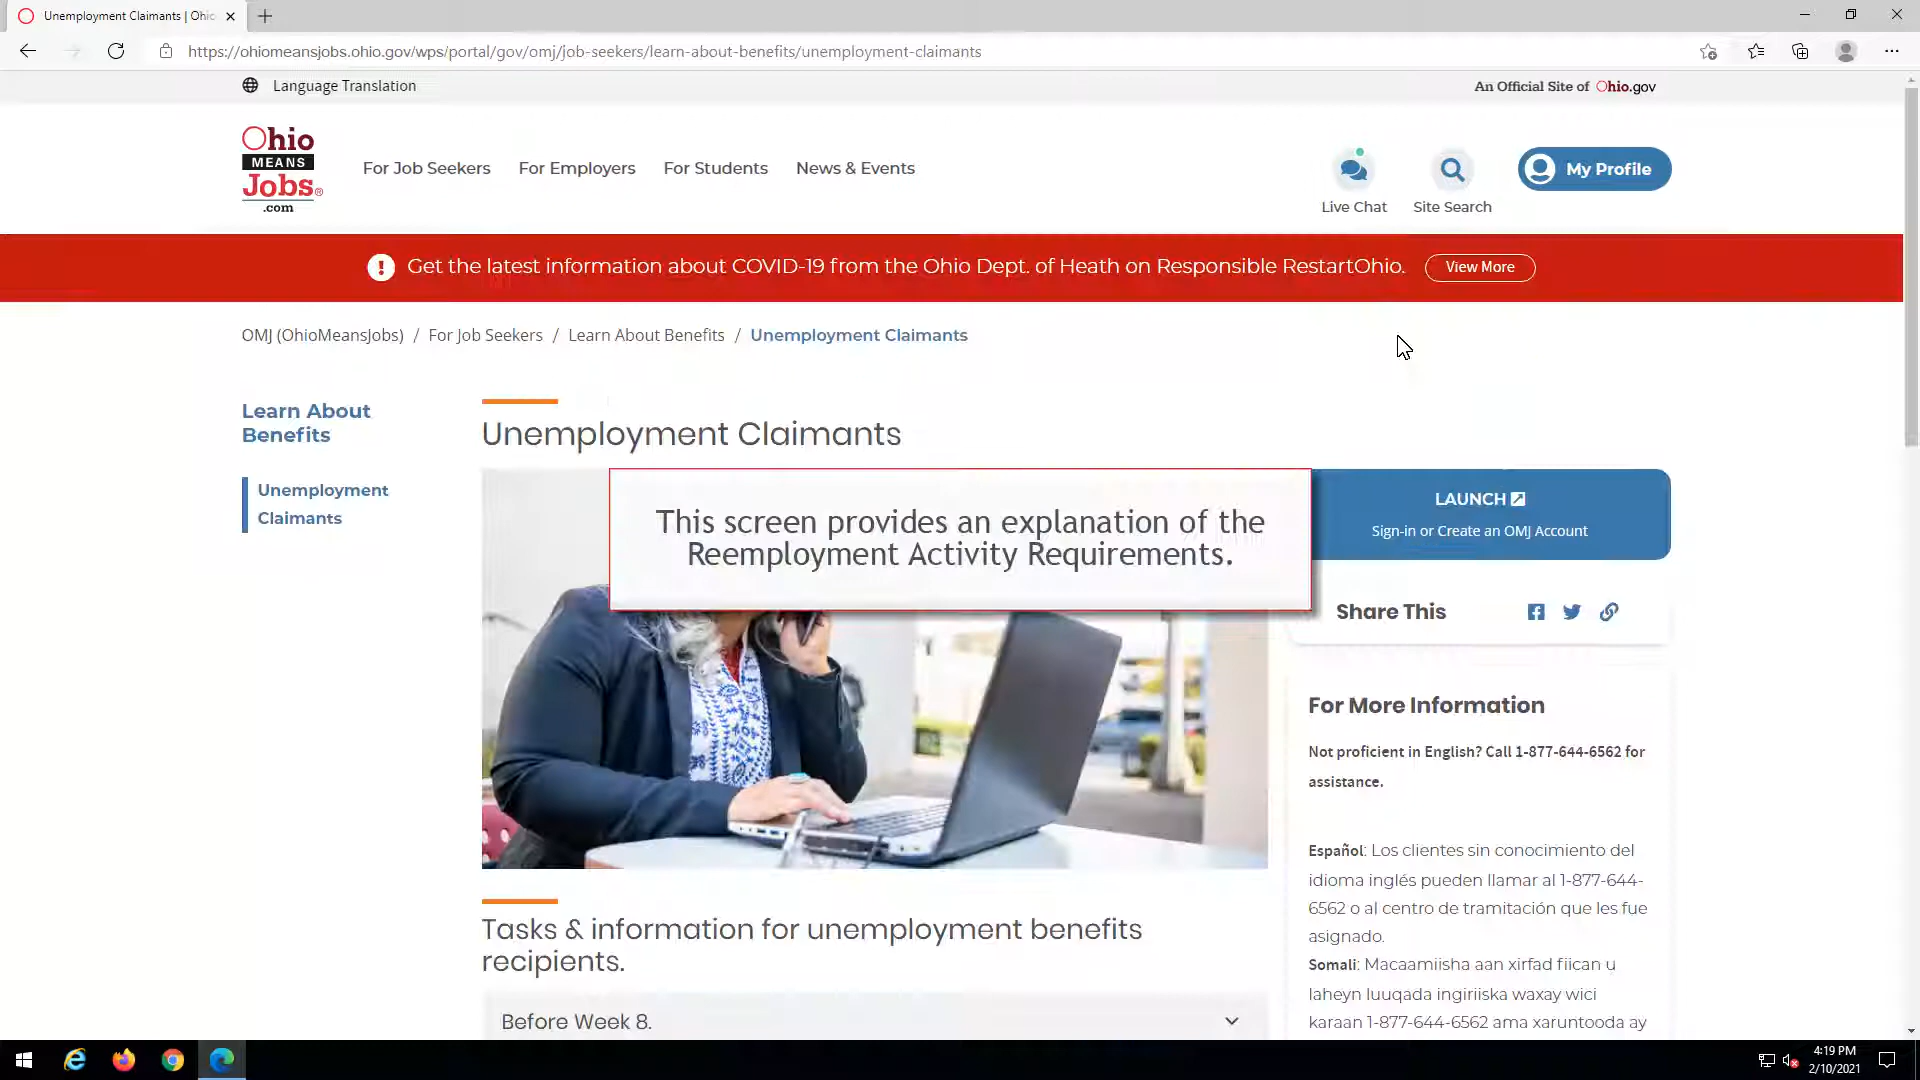 Unemployment Claimants | Ohio
https://ohiomeansjobs.ohio.gov/wps/portal/gov/omj/job-seekers/learn-about-benefits/unemployment-claimants
Language Translation
An Official Site of Ohio.gov
Ohio
MEANS
Jobs®
.com
For Job Seekers
For Employers
For Students
News & Events
Live Chat
Site Search
My Profile
Get the latest information about COVID-19 from the Ohio Dept. of Heath on Responsible RestartOhio.
View More
OMJ (OhioMeansJobs) / For Job Seekers / Learn About Benefits / Unemployment Claimants
Learn About
Benefits
Unemployment
Claimants
Unemployment Claimants
This screen provides an explanation of the
Reemployment Activity Requirements.
LAUNCH
Sign-in or Create an OMJ Account
Share This
Tasks & information for unemployment benefits
recipients.
Before Week 8.
For More Information
Not proficient in English? Call 1-877-644-6562 for
assistance.
Español: Los clientes sin conocimiento del
idioma inglés pueden llamar al 1-877-644-
6562 o al centro de tramitación que les fue
asignado.
Somali: Macaamiisha aan xirfad fiican u
laheyn luuqada ingiriiska waxay wici
karaan 1-877-644-6562 ama xaruntooda ay
4:19 PM
2/10/2021